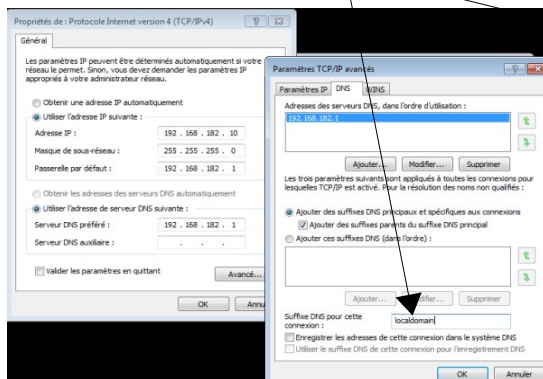 Propriétés de : Protocole Internet version 4 (TCP/IPv4)
Général
Les paramètres IP peuvent être déterminés automatiquement si votre
réseau le permet. Sinon, vous devez demander les paramètres IP
appropriés à votre administrateur réseau.
Obtenir une adresse IP automatiquement
Utiliser l'adresse IP suivante :
Adresse IP : 192 . 168 . 182 . 10
Masque de sous-réseau : 255 . 255 . 255 . 0
Passerelle par défaut : 192 . 168 . 182 . 1
Obtenir les adresses des serveurs DNS automatiquement
Utiliser l'adresse de serveur DNS suivante :
Serveur DNS préféré : 192 . 168 . 182 . 1
Serveur DNS auxiliaire : . . .
Valider les paramètres en quittant
Avancé...
OK Annu
Paramètres TCP/IP avancés
Paramètres IP DNS WINS
Adresses des serveurs DNS, dans l'ordre d'utilisation :
192.168.182.1
Ajouter... Modifier... Supprimer
Les trois paramètres suivants sont appliqués à toutes les connexions pour
lesquelles TCP/IP est activé. Pour la résolution des noms non qualifiés :
Ajouter des suffixes DNS principaux et spécifiques aux connexions
Ajouter des suffixes parents du suffixe DNS principal
Ajouter ces suffixes DNS (dans l'ordre) :
Ajouter... Modifier... Supprimer
Suffixe DNS pour cette
connexion : localdomain
Enregistrer les adresses de cette connexion dans le système DNS
Utiliser le suffixe DNS de cette connexion pour l'enregistrement DNS
OK Annuler